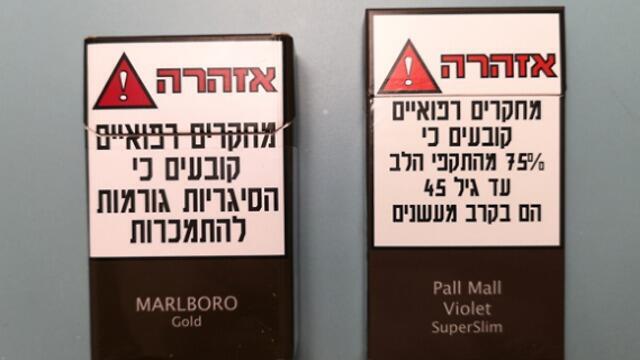 אזהרה
מחקרים רפואיים
קובעים כי
הסיגריות גורמות
להתמכרות
MARLBORO
Gold
אזהרה
מחקרים רפואיים
קובעים כי
75% מהתקפי הלב
עד גיל 45
הם בקרב מעשנים
Pall Mall
Violet
SuperSlim